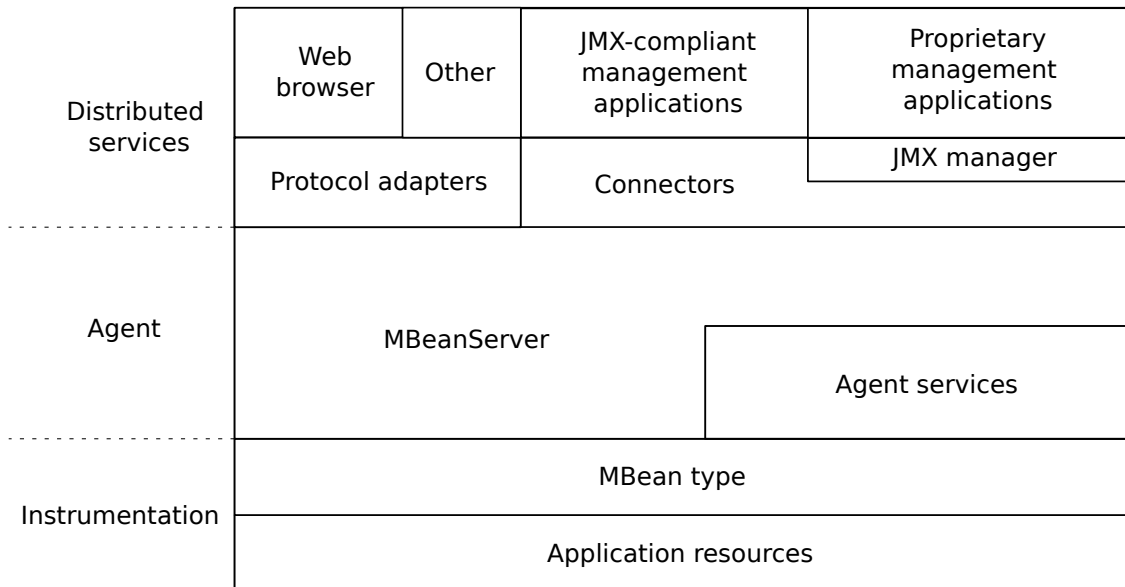 Distributed
services
Web
browser
Other
JMX-compliant
management
applications
Proprietary
management
applications
Protocol adapters
Connectors
JMX manager
Agent
MBeanServer
Agent services
Instrumentation
MBean type
Application resources